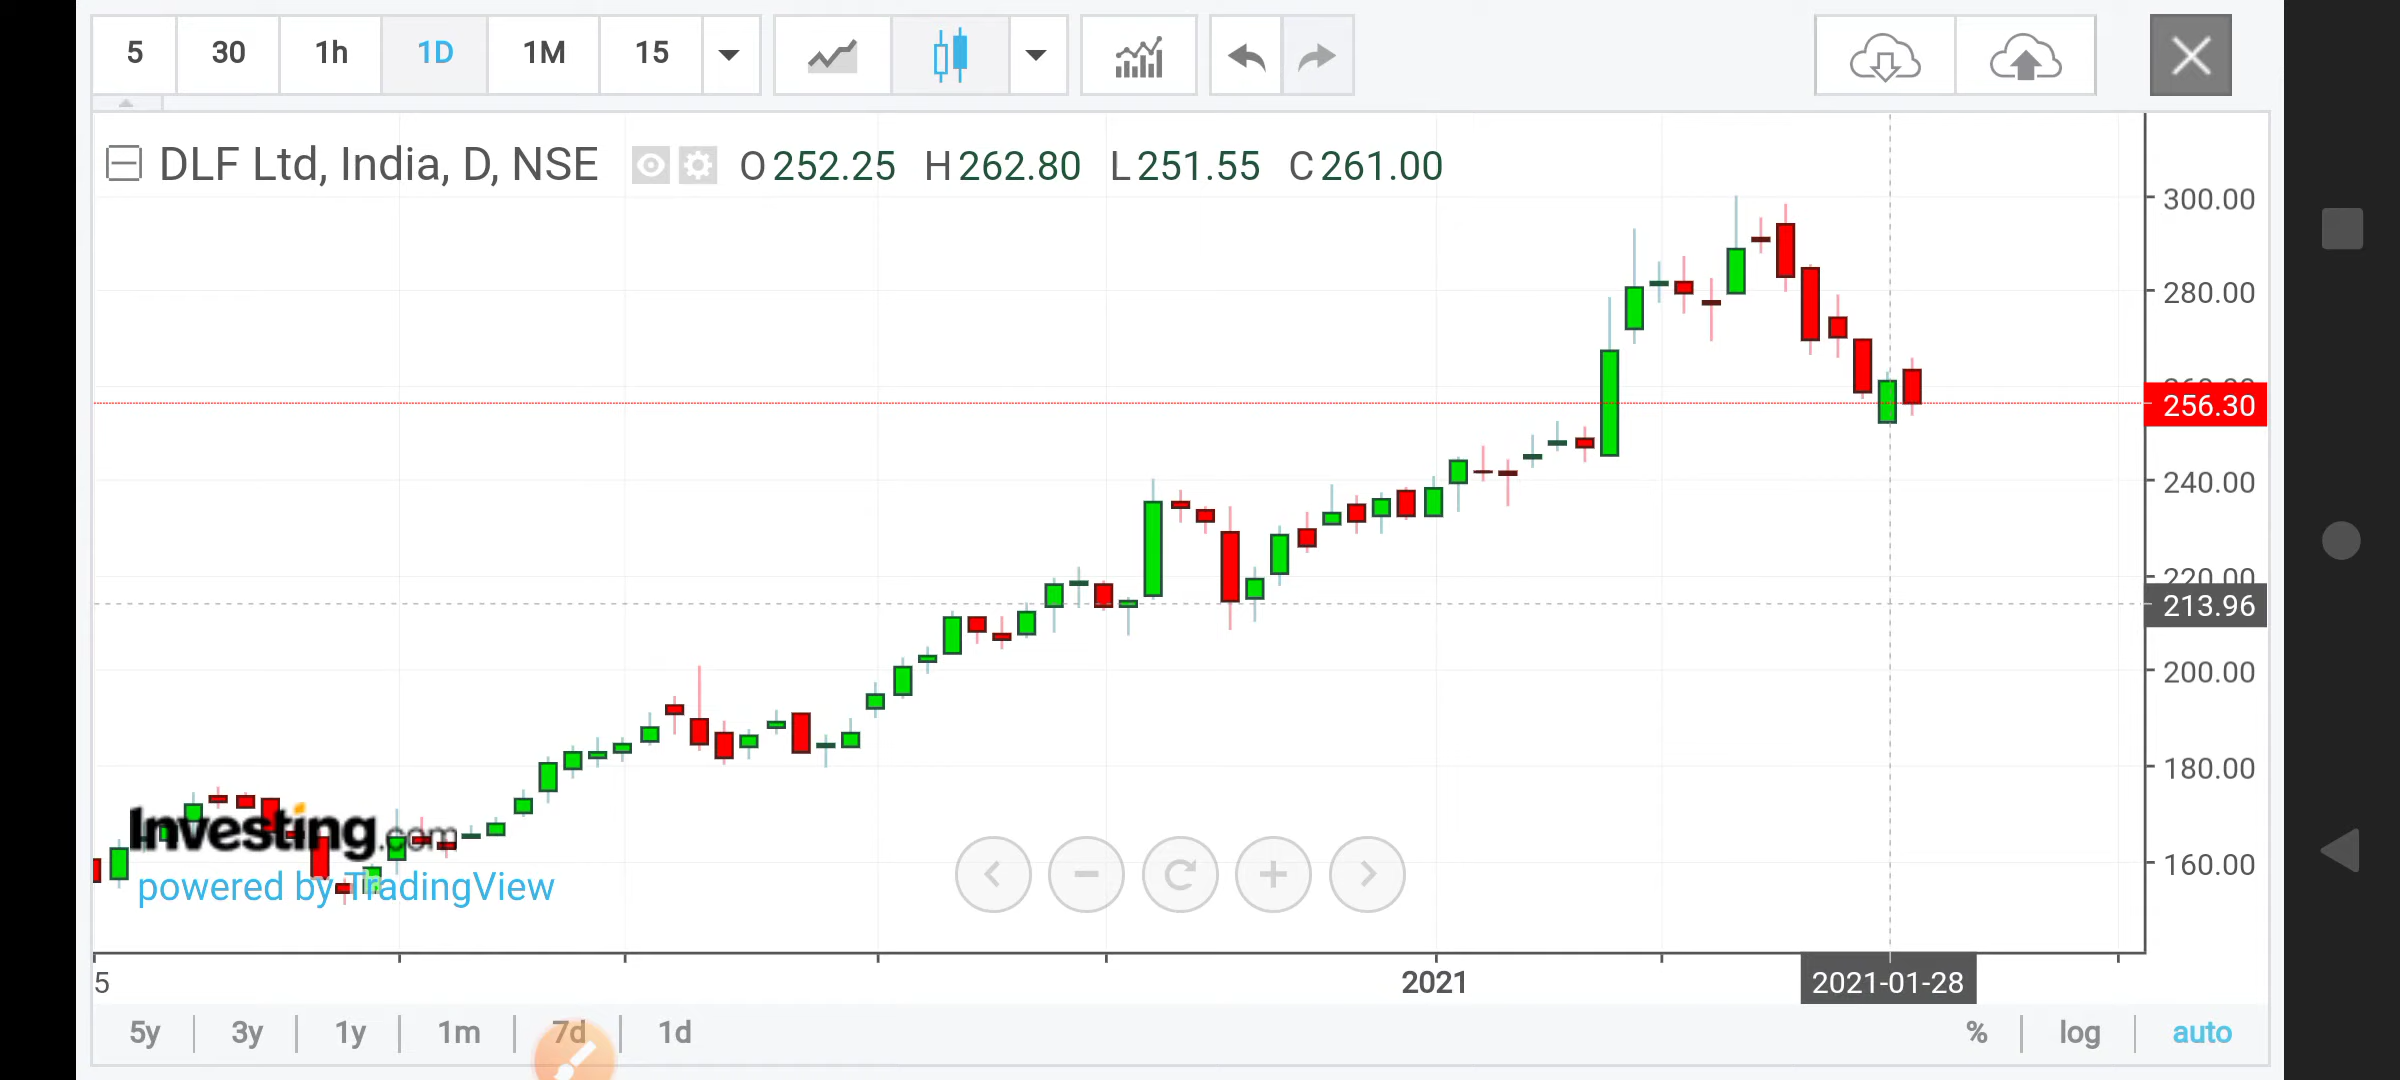 5 30 1h 1D 1M 15
DLF Ltd, India, D, NSE O 252.25 H 262.80 L 251.55 C 261.00
300.00
280.00
260.00
256.30
240.00
220.00
213.96
200.00
180.00
160.00
Investing.com
powered by TradingView
5 2021 2021-01-28
5y 3y 1y 1m 7d 1d % log auto